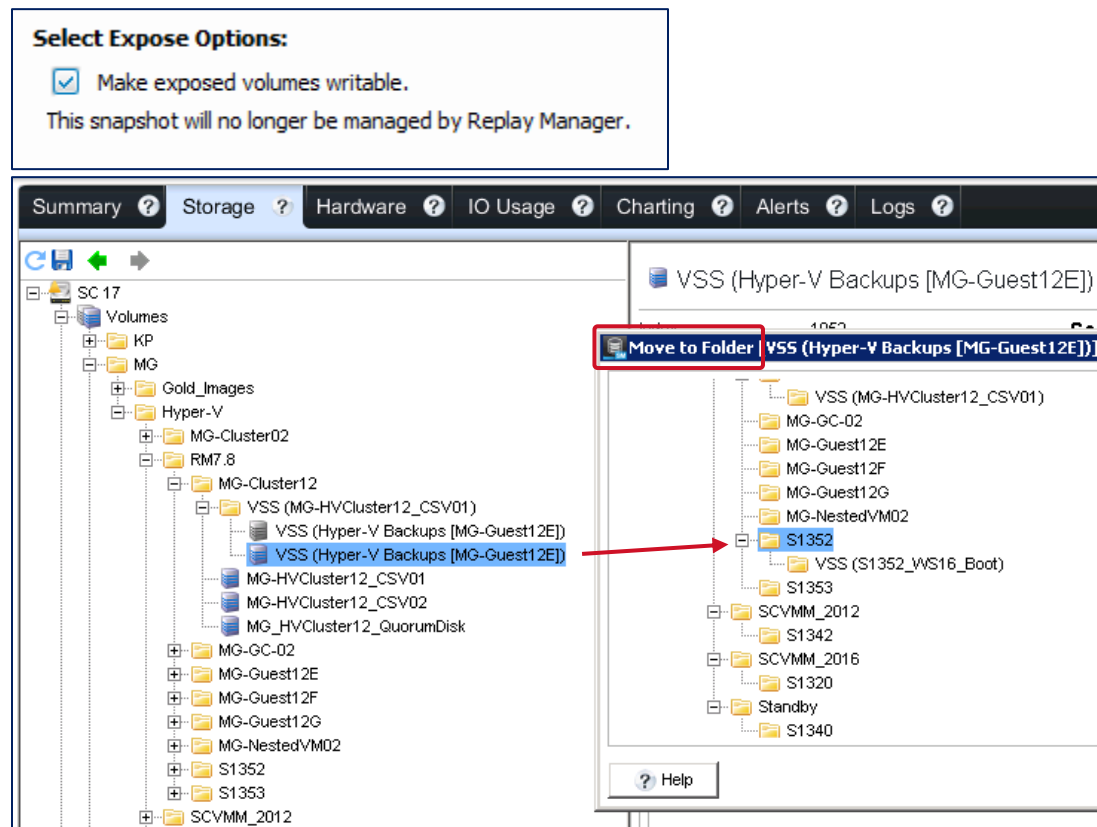 Select Expose Options:
Make exposed volumes writable.
This snapshot will no longer be managed by Replay Manager.
Summary ? Storage ? Hardware ? IO Usage ? Charting ? Alerts ? Logs ?
SC 17
Volumes
KP
MG
Gold_Images
Hyper-V
MG-Cluster02
RM7.8
MG-Cluster12
VSS (MG-HVCluster12_CSV01)
VSS (Hyper-V Backups [MG-Guest12E])
VSS (Hyper-V Backups [MG-Guest12E])
MG-HVCluster12_CSV01
MG-HVCluster12_CSV02
MG_HVCluster12_QuorumDisk
MG-GC-02
MG-Guest12E
MG-Guest12F
MG-Guest12G
MG-NestedVM02
S1352
S1353
SCVMM_2012
VSS (Hyper-V Backups [MG-Guest12E])
Move to Folder [VSS (Hyper-V Backups [MG-Guest12E])]
VSS (MG-HVCluster12_CSV01)
MG-GC-02
MG-Guest12E
MG-Guest12F
MG-Guest12G
MG-NestedVM02
S1352
VSS (S1352_WS16_Boot)
S1353
SCVMM_2012
S1342
SCVMM_2016
S1320
Standby
S1340
? Help